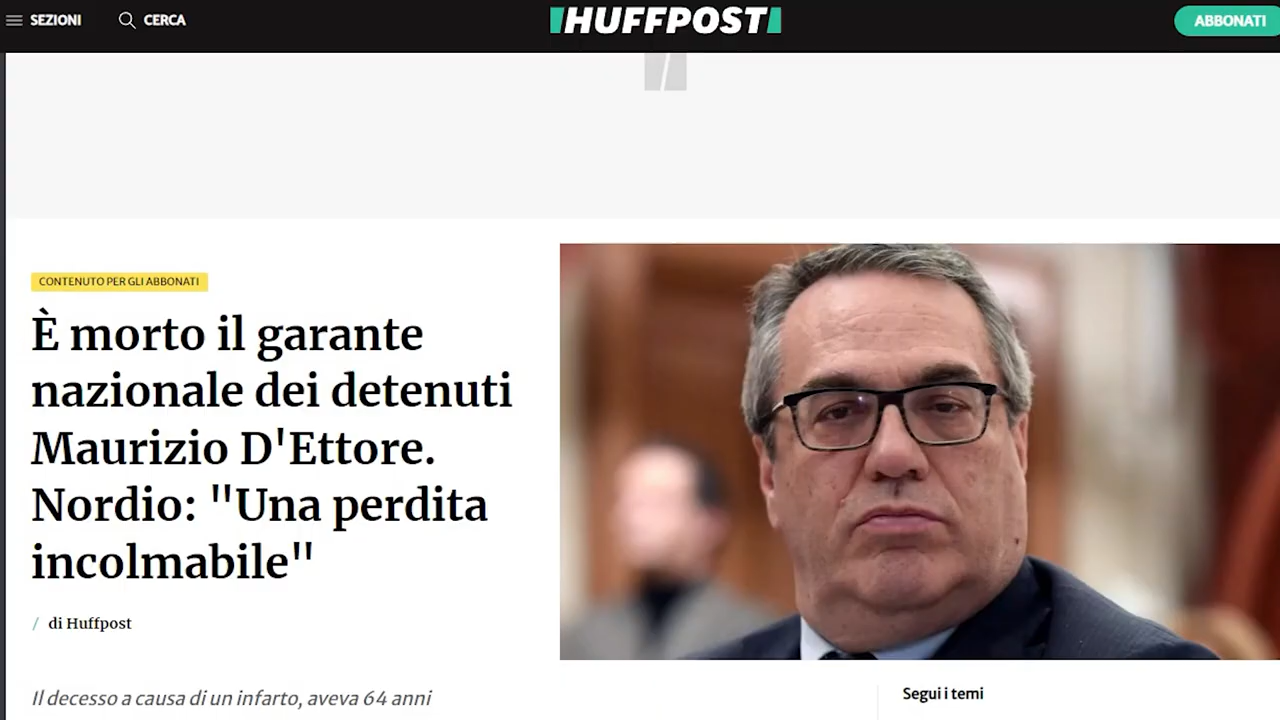 SEZIONI
CERCA
HUFFPOST
ABBONATI
CONTENUTO PER GLI ABBONATI
È morto il garante
nazionale dei detenuti
Maurizio D'Ettore.
Nordio: "Una perdita
incolmabile"
/ di Huffpost
Il decesso a causa di un infarto, aveva 64 anni
Segui i temi